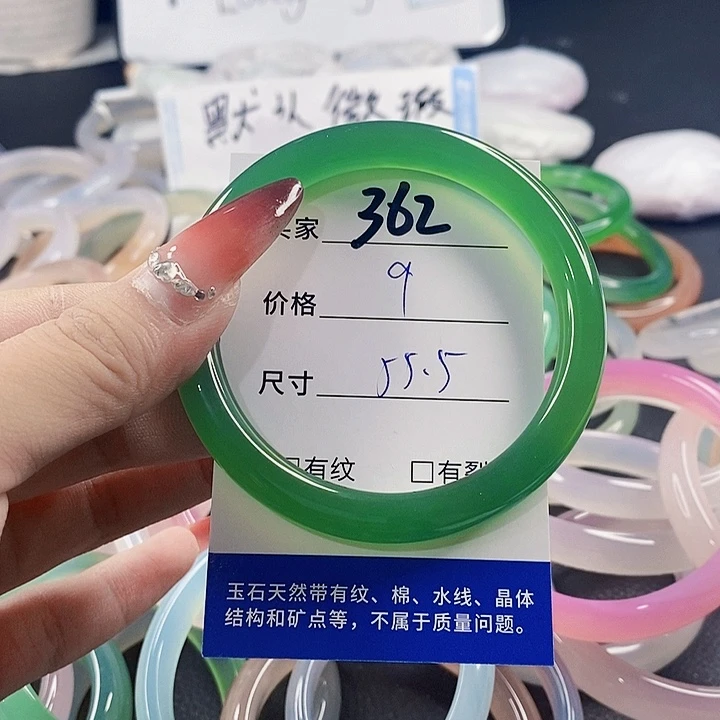 默认微瑕
卖家 362
价格 9
尺寸 55.5
□有纹 □有裂
玉石天然带有纹、棉、水线、晶体
结构和矿点等，不属于质量问题。